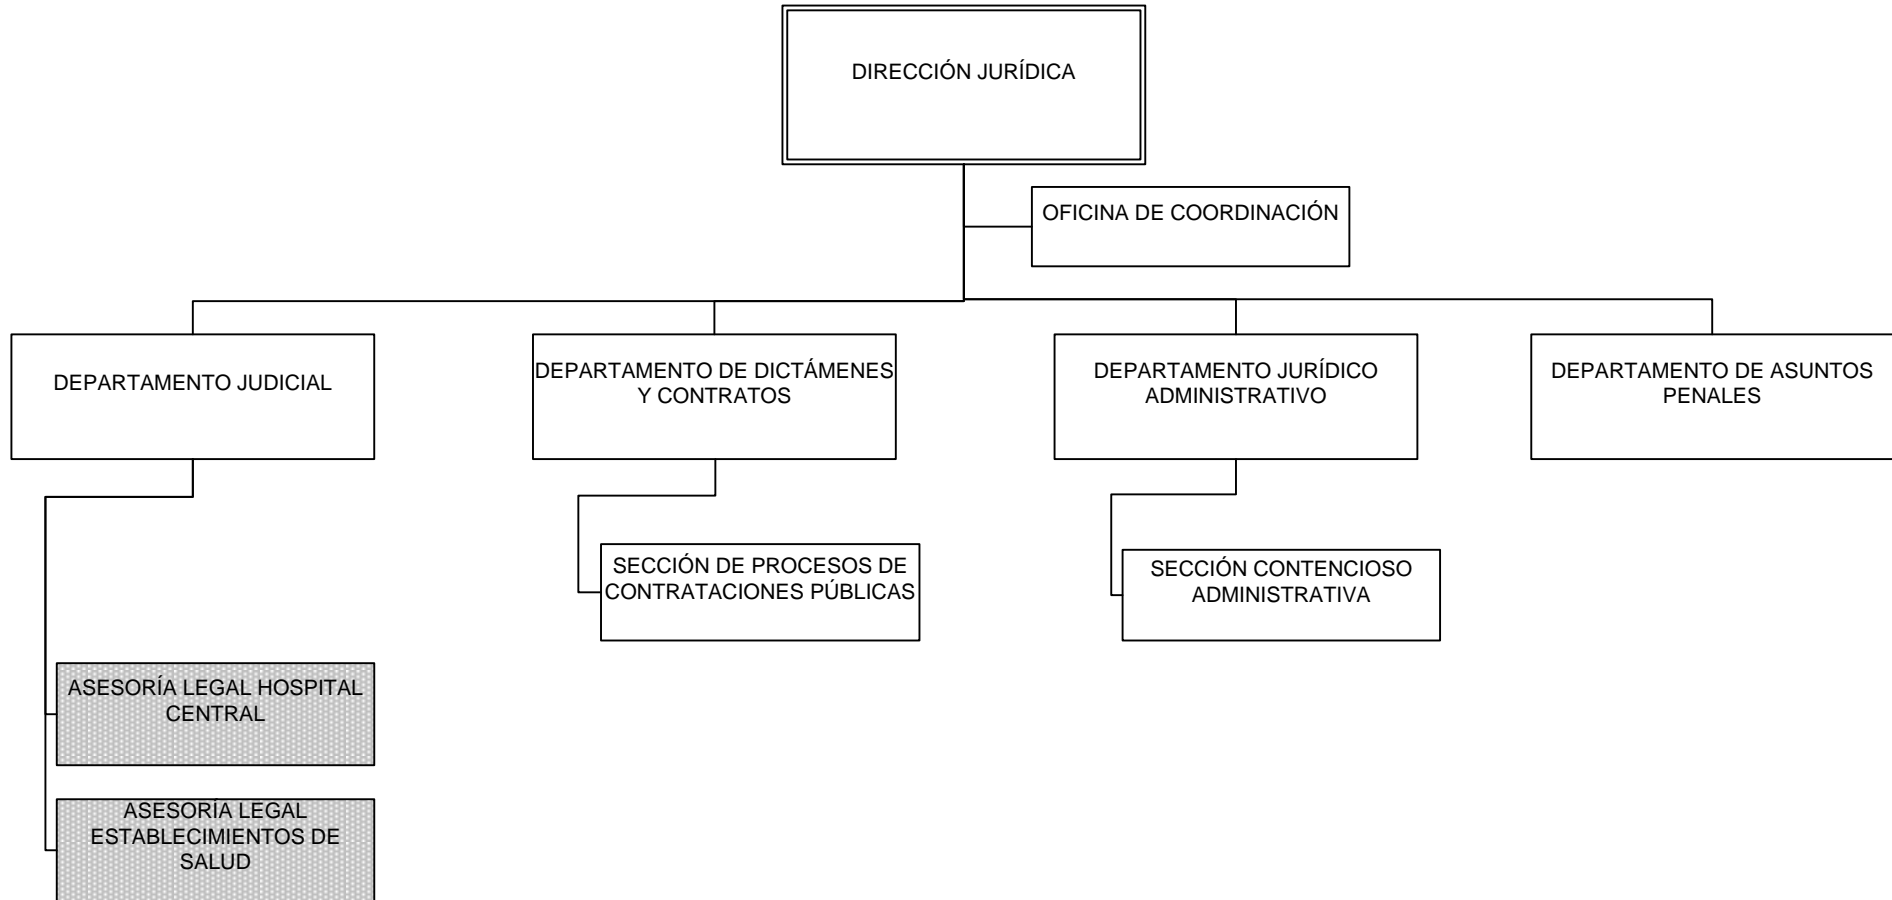 DIRECCIÓN JURÍDICA
OFICINA DE COORDINACIÓN
DEPARTAMENTO JUDICIAL
DEPARTAMENTO DE DICTÁMENES
Y CONTRATOS
DEPARTAMENTO JURÍDICO
ADMINISTRATIVO
DEPARTAMENTO DE ASUNTOS
PENALES
SECCIÓN DE PROCESOS DE
CONTRATACIONES PÚBLICAS
SECCIÓN CONTENCIOSO
ADMINISTRATIVA
ASESORÍA LEGAL HOSPITAL
CENTRAL
ASESORÍA LEGAL
ESTABLECIMIENTOS DE
SALUD